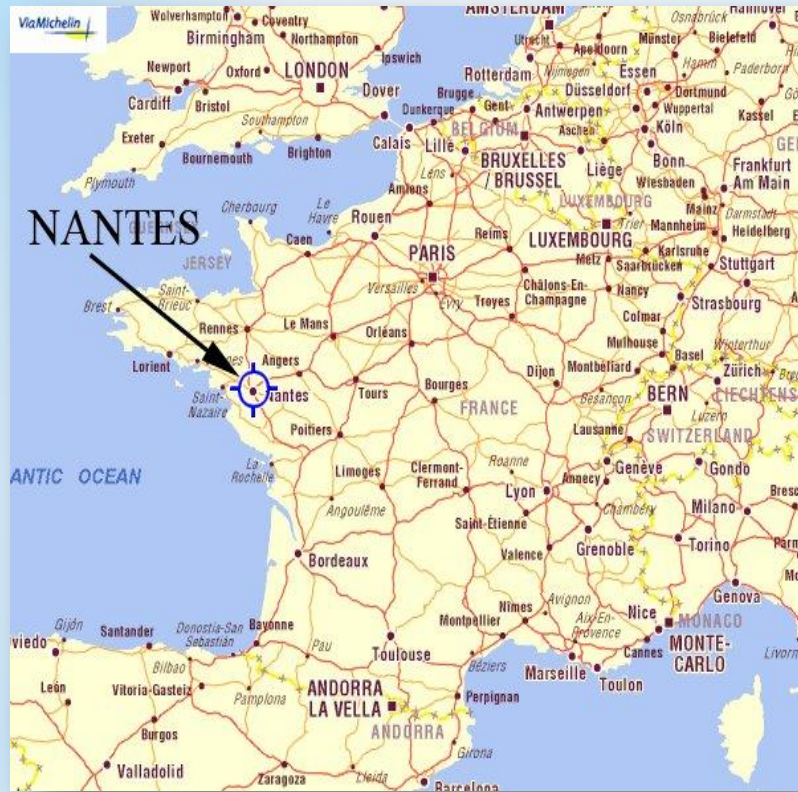 ViaMichelin
AMSTERDAM
Wolverhampton
Coventry
Osnabrück
Hannover
Birmingham
Northampton
Utrecht
Apeldoorn
Münster
Bielefeld
Newport
Oxford
LONDON
Ipswich
Rotterdam
Nijmegen
Essen
Hamm
Paderborn
Cardiff
Bristol
Dover
Brugge
Gent
Düsseldorf
Dortmund
Southampton
Dunkerque
Antwerpen
Wuppertal
Kassel
Exeter
Bournemouth
Brighton
Calais
Lille
BELGIUM
Aachen
Köln
Plymouth
Lens
BRUXELLES
/ BRUSSEL
Liège
Bonn
Frankfurt
Am Main
Cherbourg
Le
Havre
Amiens
LUXEMBOURG
Wiesbaden
Mainz
Darmstadt
NANTES
Rouen
Trier
Mannheim
Heidelberg
JERSEY
Caen
PARIS
Reims
LUXEMBOURG
Metz
Saarbrücken
Karlsruhe
Stuttgart
Versailles
Evry
Châlons-En-
Champagne
Nancy
Strasbourg
Brest
Saint-
Brieuc
Rennes
Le Mans
Orléans
Troyes
Colmar
Mulhouse
Winterthur
Lorient
Angers
Montbéliard
Basel
Zürich
Saint-
Nazaire
Nantes
Tours
Bourges
Dijon
Besançon
BERN
LIECHTENS
FRANCE
Luzern
Poitiers
Lausanne
SWITZERLAND
La
Rochelle
Limoges
Clermont-
Ferrand
Roanne
Annecy
Genève
Gondo
ANTIC OCEAN
Angoulême
Lyon
Chambéry
Milano
Saint-Étienne
Bordeaux
Valence
Grenoble
Torino
Genova
Avignon
Nîmes
Aix-En-
Provence
Nice
MONACO
Gijón
Santander
Donostia-San
Sebastián
Bayonne
Montpellier
Cannes
MONTE-
CARLO
Bilbao
Pau
Toulouse
Béziers
Marseille
Toulon
León
Vitoria-Gasteiz
Pamplona
ANDORRA
LA VELLA
Perpignan
Burgos
ANDORRA
Girona
Valladolid
Zaragoza
Lleida
Barcelona